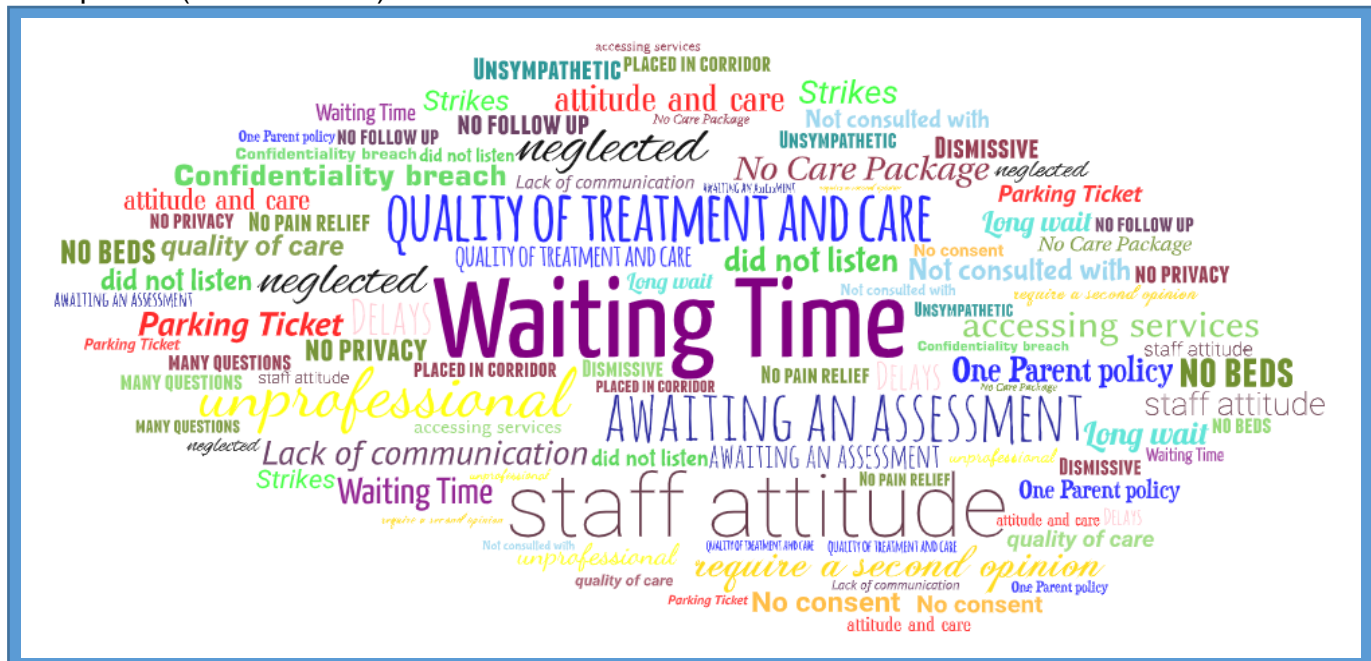 accessing services
UNSYMPATHETIC PLACED IN CORRIDOR
Waiting Time Strikes attitude and care Strikes
One Parent policy NO FOLLOW UP NO FOLLOW UP No Care Package Not consulted with
Confidentiality breach did not listen neglected UNSYMPATHETIC DISMISSIVE
Confidentiality breach Lack of communication No Care Package neglected
attitude and care AWAITING AN ASSESSMENT require a second opinion Parking Ticket
NO PRIVACY NO PAIN RELIEF QUALITY OF TREATMENT AND CARE Long wait NO FOLLOW UP
NO BEDS quality of care QUALITY OF TREATMENT AND CARE did not listen No consent No Care Package
did not listen neglected Long wait Not consulted with NO PRIVACY
AWAITING AN ASSESSMENT DELAYS Waiting Time Not consulted with require a second opinion
Parking Ticket UNSYMPATHETIC accessing services
Parking Ticket NO PRIVACY Confidentiality breach staff attitude
MANY QUESTIONS PLACED IN CORRIDOR DISMISSIVE NO PAIN RELIEF DELAYS One Parent policy NO BEDS
MANY QUESTIONS staff attitude PLACED IN CORRIDOR No Care Package
unprofessional AWAITING AN ASSESSMENT staff attitude
MANY QUESTIONS accessing services Long wait NO BEDS
neglected Lack of communication did not listen AWAITING AN ASSESSMENT unprofessional Waiting Time
Strikes unprofessional NO PAIN RELIEF DISMISSIVE
Waiting Time staff attitude One Parent policy
require a second opinion attitude and care DELAYS
Not consulted with unprofessional QUALITY OF TREATMENT AND CARE QUALITY OF TREATMENT AND CARE quality of care
quality of care require a second opinion Lack of communication One Parent policy
Parking Ticket No consent No consent
attitude and care